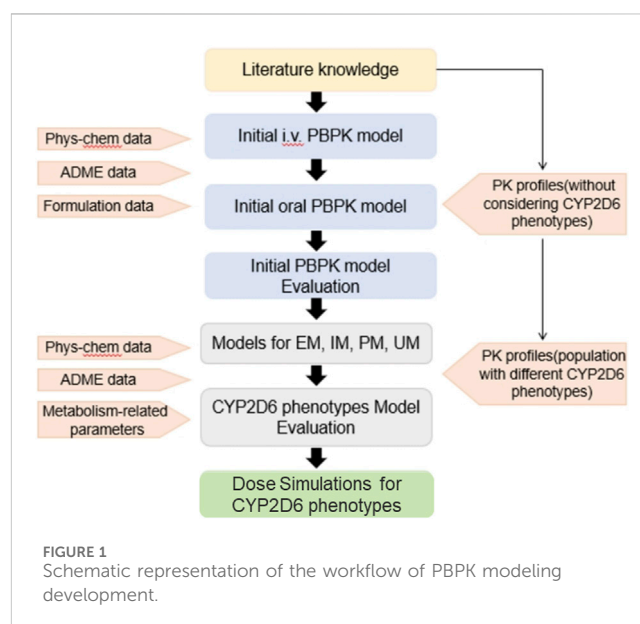 Literature knowledge
Phys-chem data
Initial i.v. PBPK model
ADME data
Formulation data
Initial oral PBPK model
PK profiles(without
considering CYP2D6
phenotypes)
Initial PBPK model
Evaluation
Phys-chem data
Models for EM, IM, PM, UM
ADME data
PK profiles(population
with different CYP2D6
phenotypes)
Metabolism-related
parameters
CYP2D6 phenotypes Model
Evaluation
Dose Simulations for
CYP2D6 phenotypes
FIGURE 1
Schematic representation of the workflow of PBPK modeling
development.